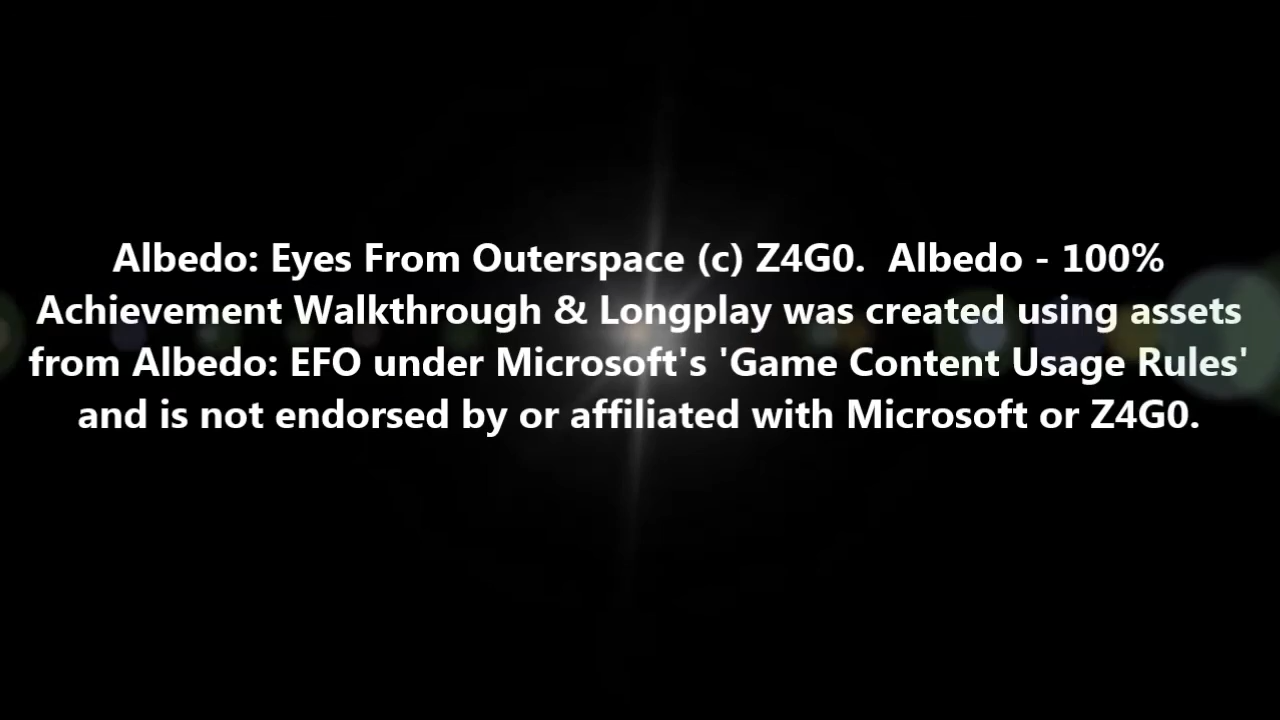 Albedo: Eyes From Outerspace (c) Z4G0.  Albedo - 100%
Achievement Walkthrough & Longplay was created using assets
from Albedo: EFO under Microsoft's 'Game Content Usage Rules'
and is not endorsed by or affiliated with Microsoft or Z4G0.